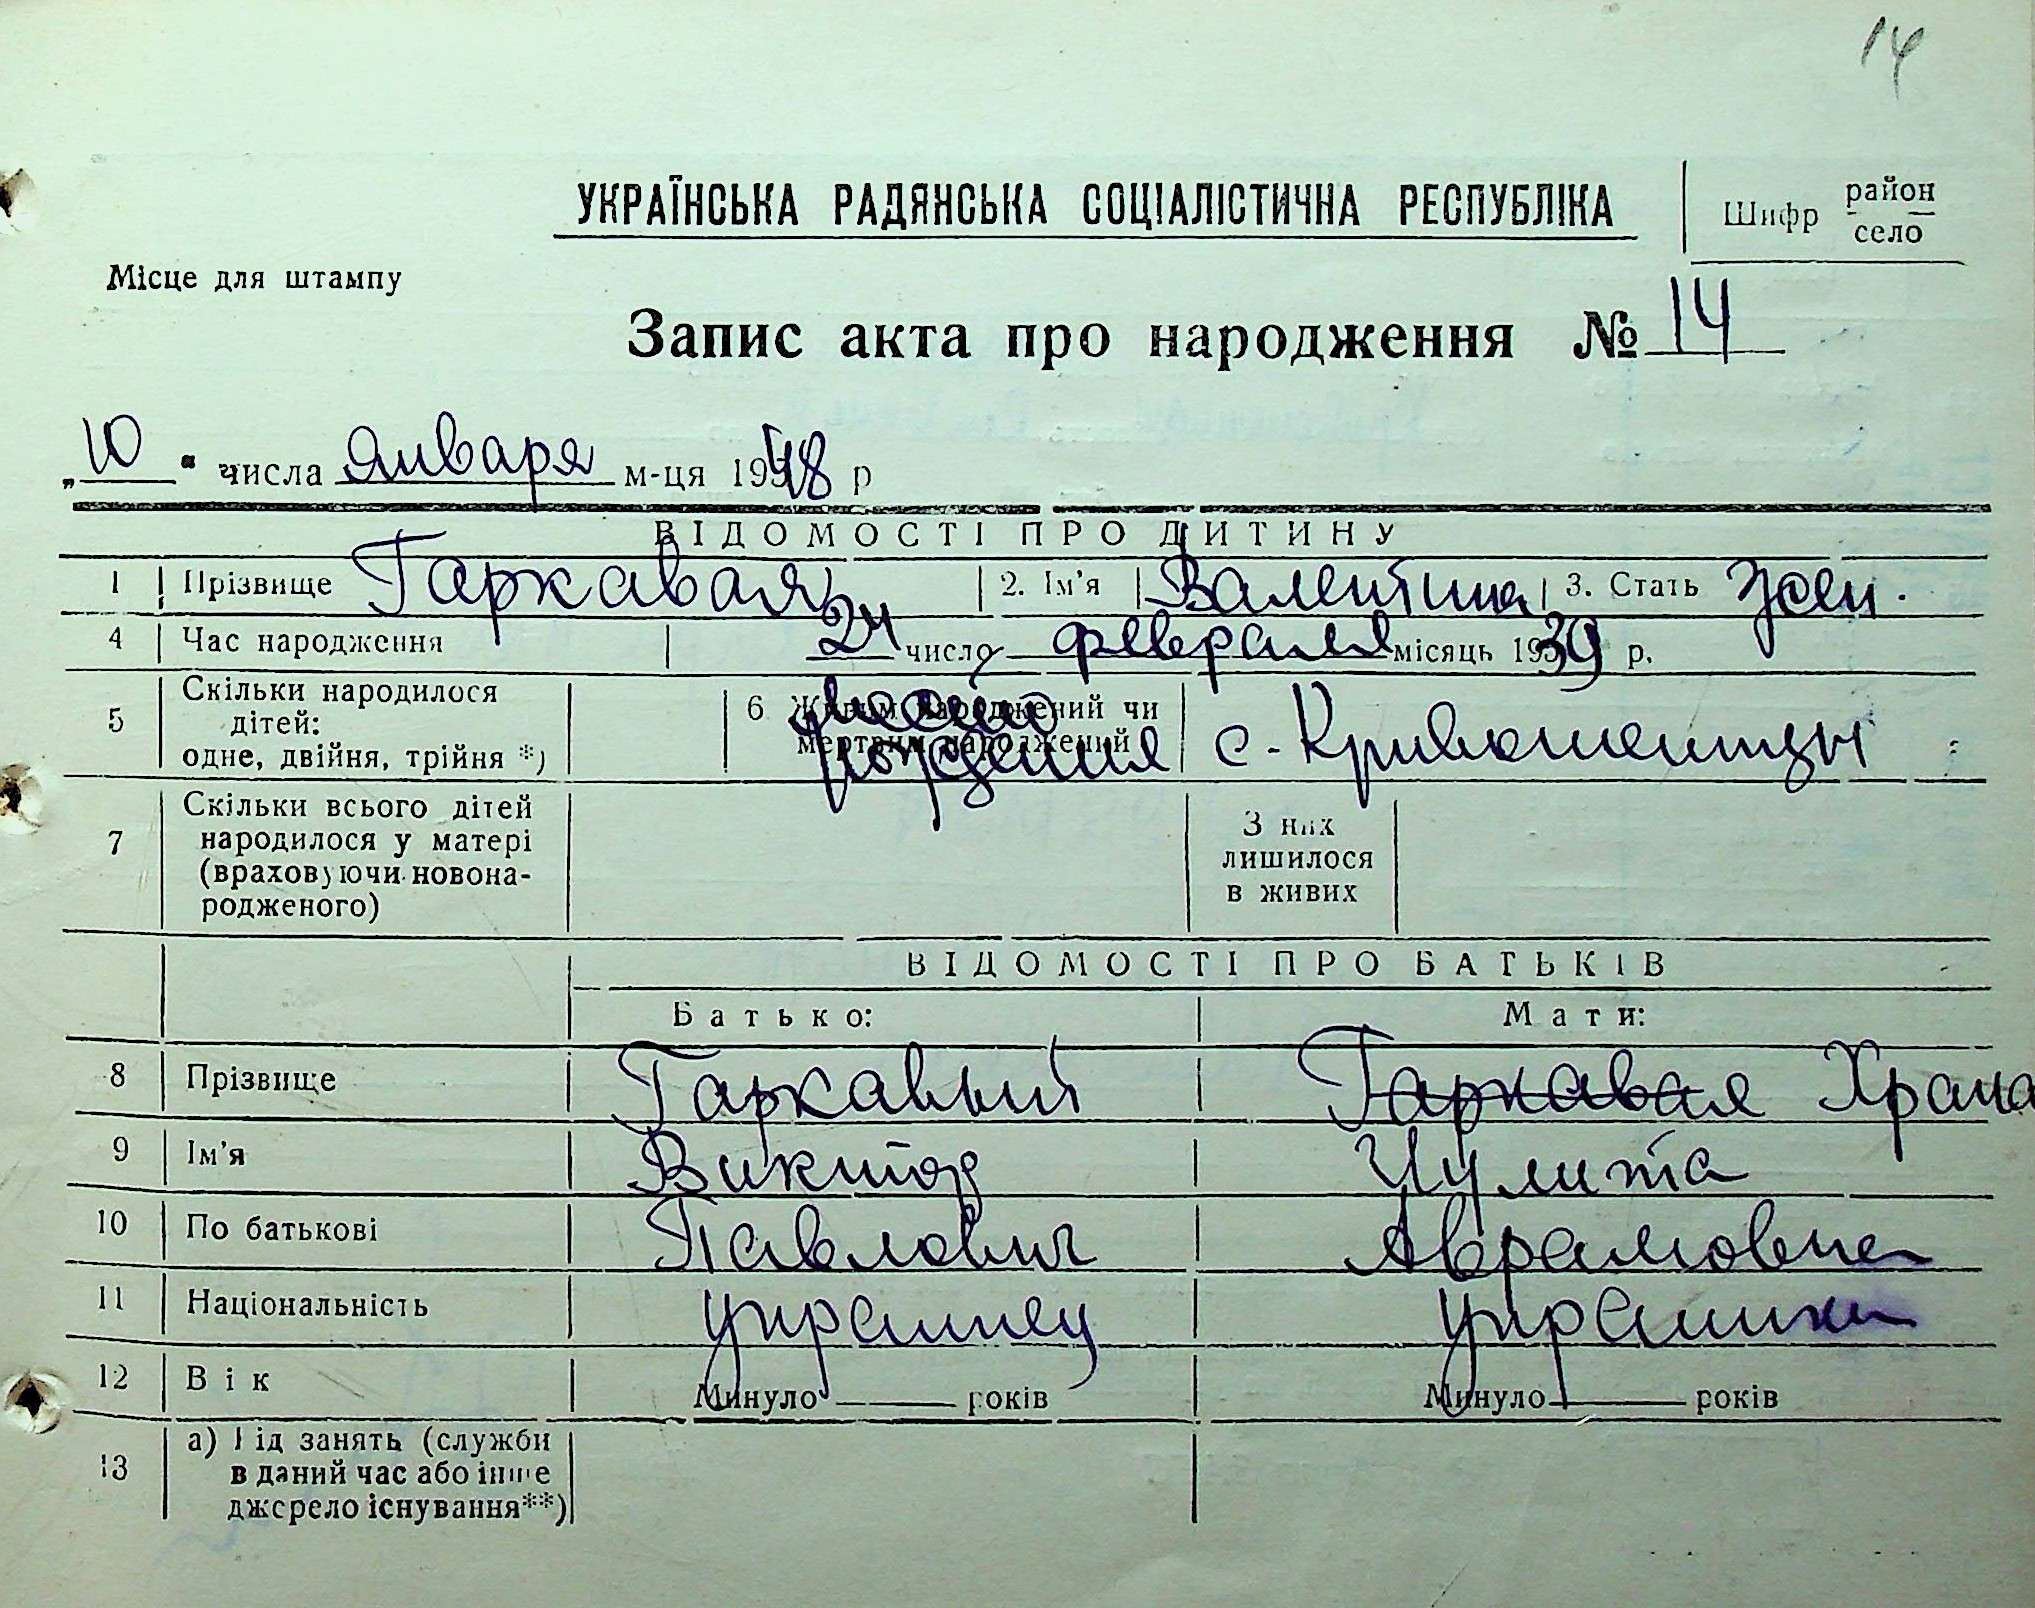 14
УКРАЇНСЬКА РАДЯНСЬКА СОЦІАЛІСТИЧНА РЕСПУБЛІКА
Шифр район
село
Місце для штампу
Запис акта про народження № 14
„10" числа января м-ця 1948 р
ВІДОМОСТІ ПРО ДИТИНУ
1 Прізвище Гаркавая 2. Ім'я Валентина 3. Стать жен.
4 Час народження 24 число февраля місяць 1939 р.
5 Скільки народилося дітей: одне, двійня, трійня *)
6 Живим народжений чи мертвим народжений
место рождения с. Кривошеинцы
7 Скільки всього дітей народилося у матері (враховуючи новонародженого)
З них лишилося в живих
ВІДОМОСТІ ПРО БАТЬКІВ
Батько: Мати:
8 Прізвище Гаркавый Гаркавая Храпа
9 Ім'я Виктор Иулита
10 По батькові Павлович Аврамовна
11 Національність украинец украинка
12 Вік Минуло років Минуло років
13 а) Рід занять (служби в даний час або інше джерело існування**)